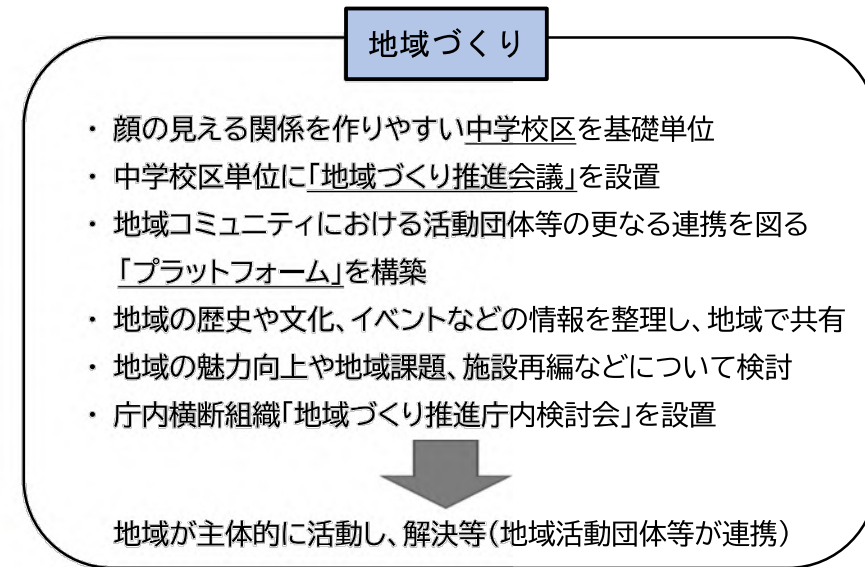 地域づくり
・ 顔の見える関係を作りやすい中学校区を基礎単位
・ 中学校区単位に「地域づくり推進会議」を設置
・ 地域コミュニティにおける活動団体等の更なる連携を図る
「プラットフォーム」を構築
・ 地域の歴史や文化、イベントなどの情報を整理し、地域で共有
・ 地域の魅力向上や地域課題、施設再編などについて検討
・ 庁内横断組織「地域づくり推進庁内検討会」を設置
地域が主体的に活動し、解決等(地域活動団体等が連携)